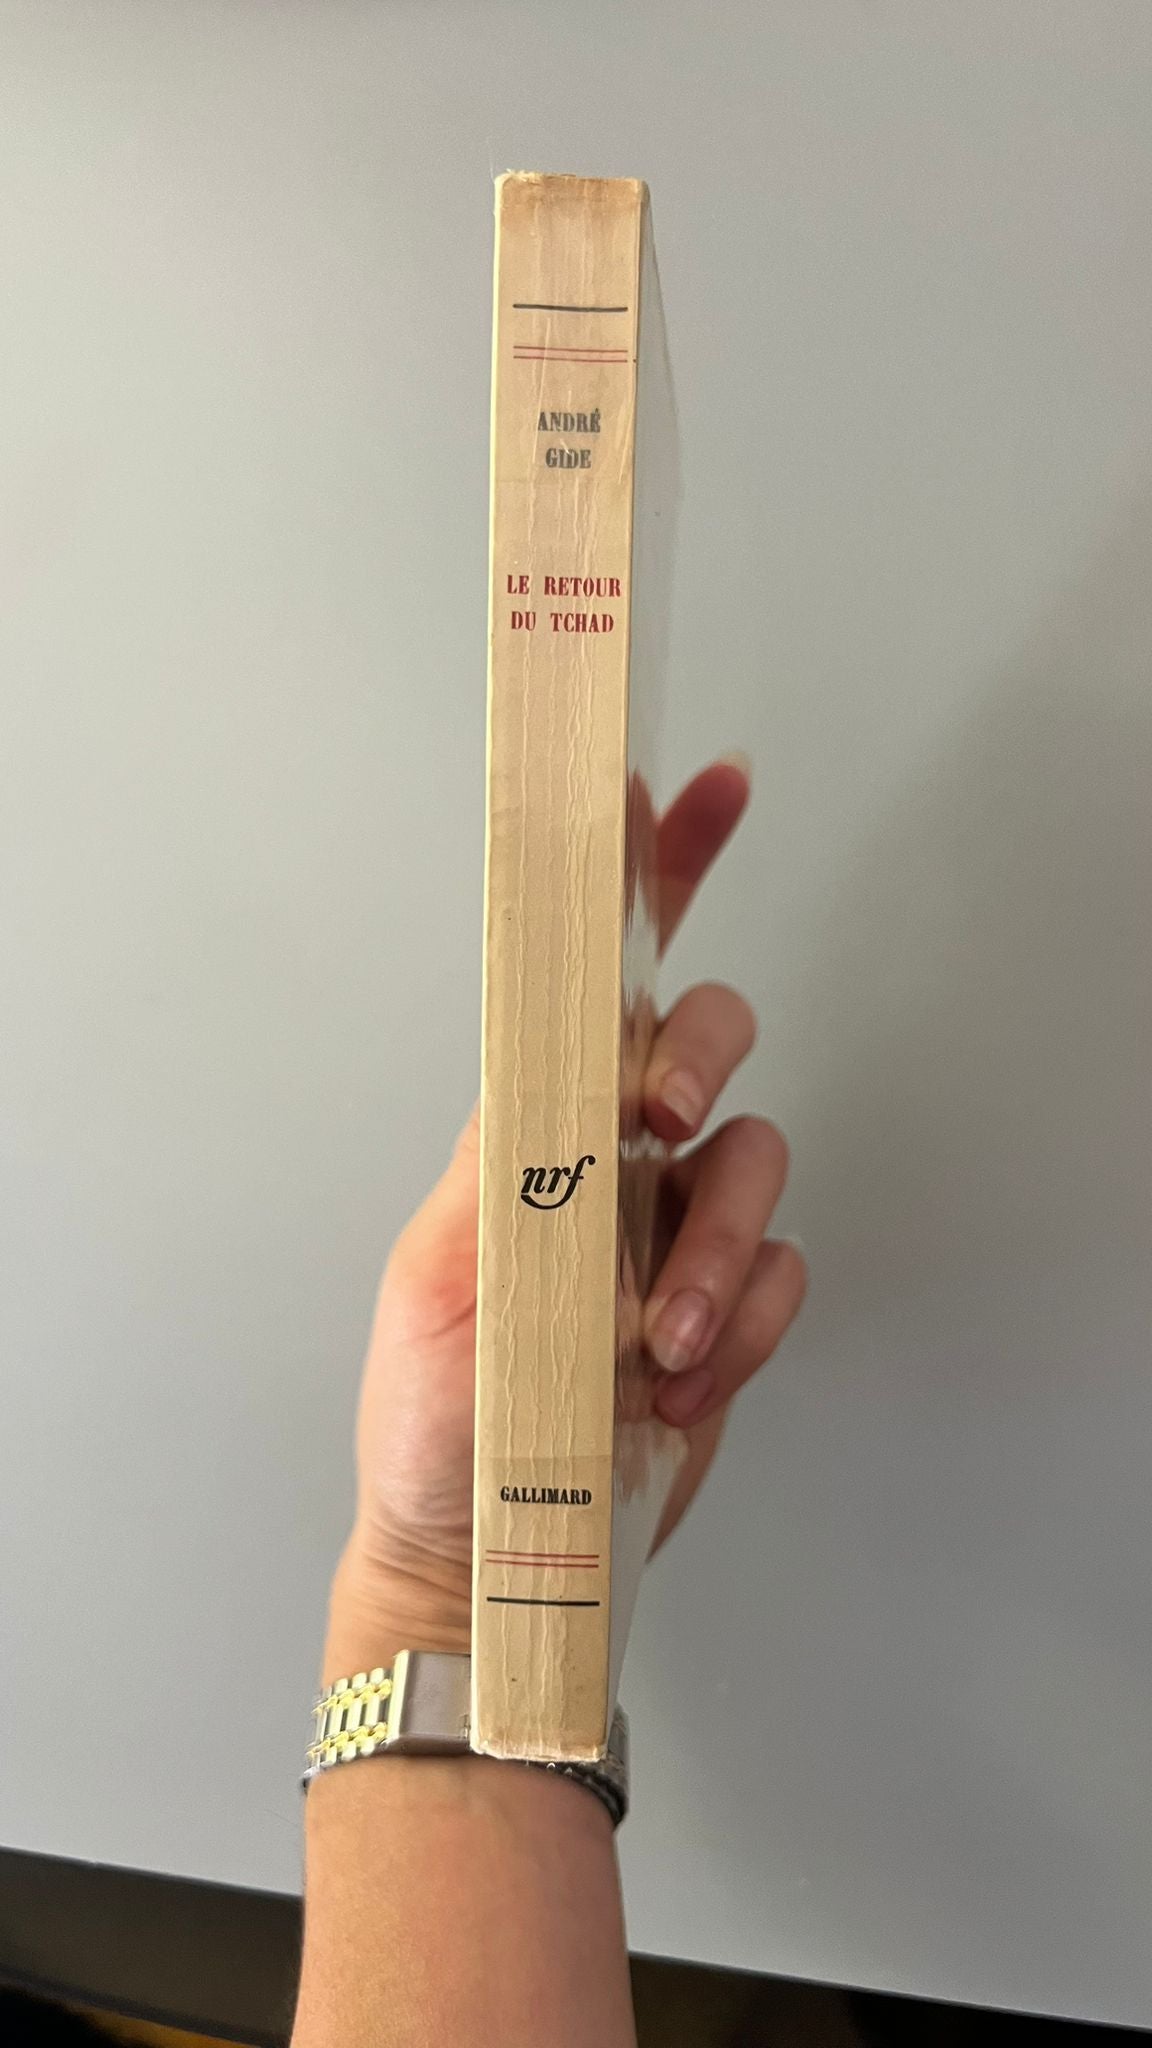 ANDRÉ
GIDE
LE RETOUR
DU TCHAD
nrf
GALLIMARD